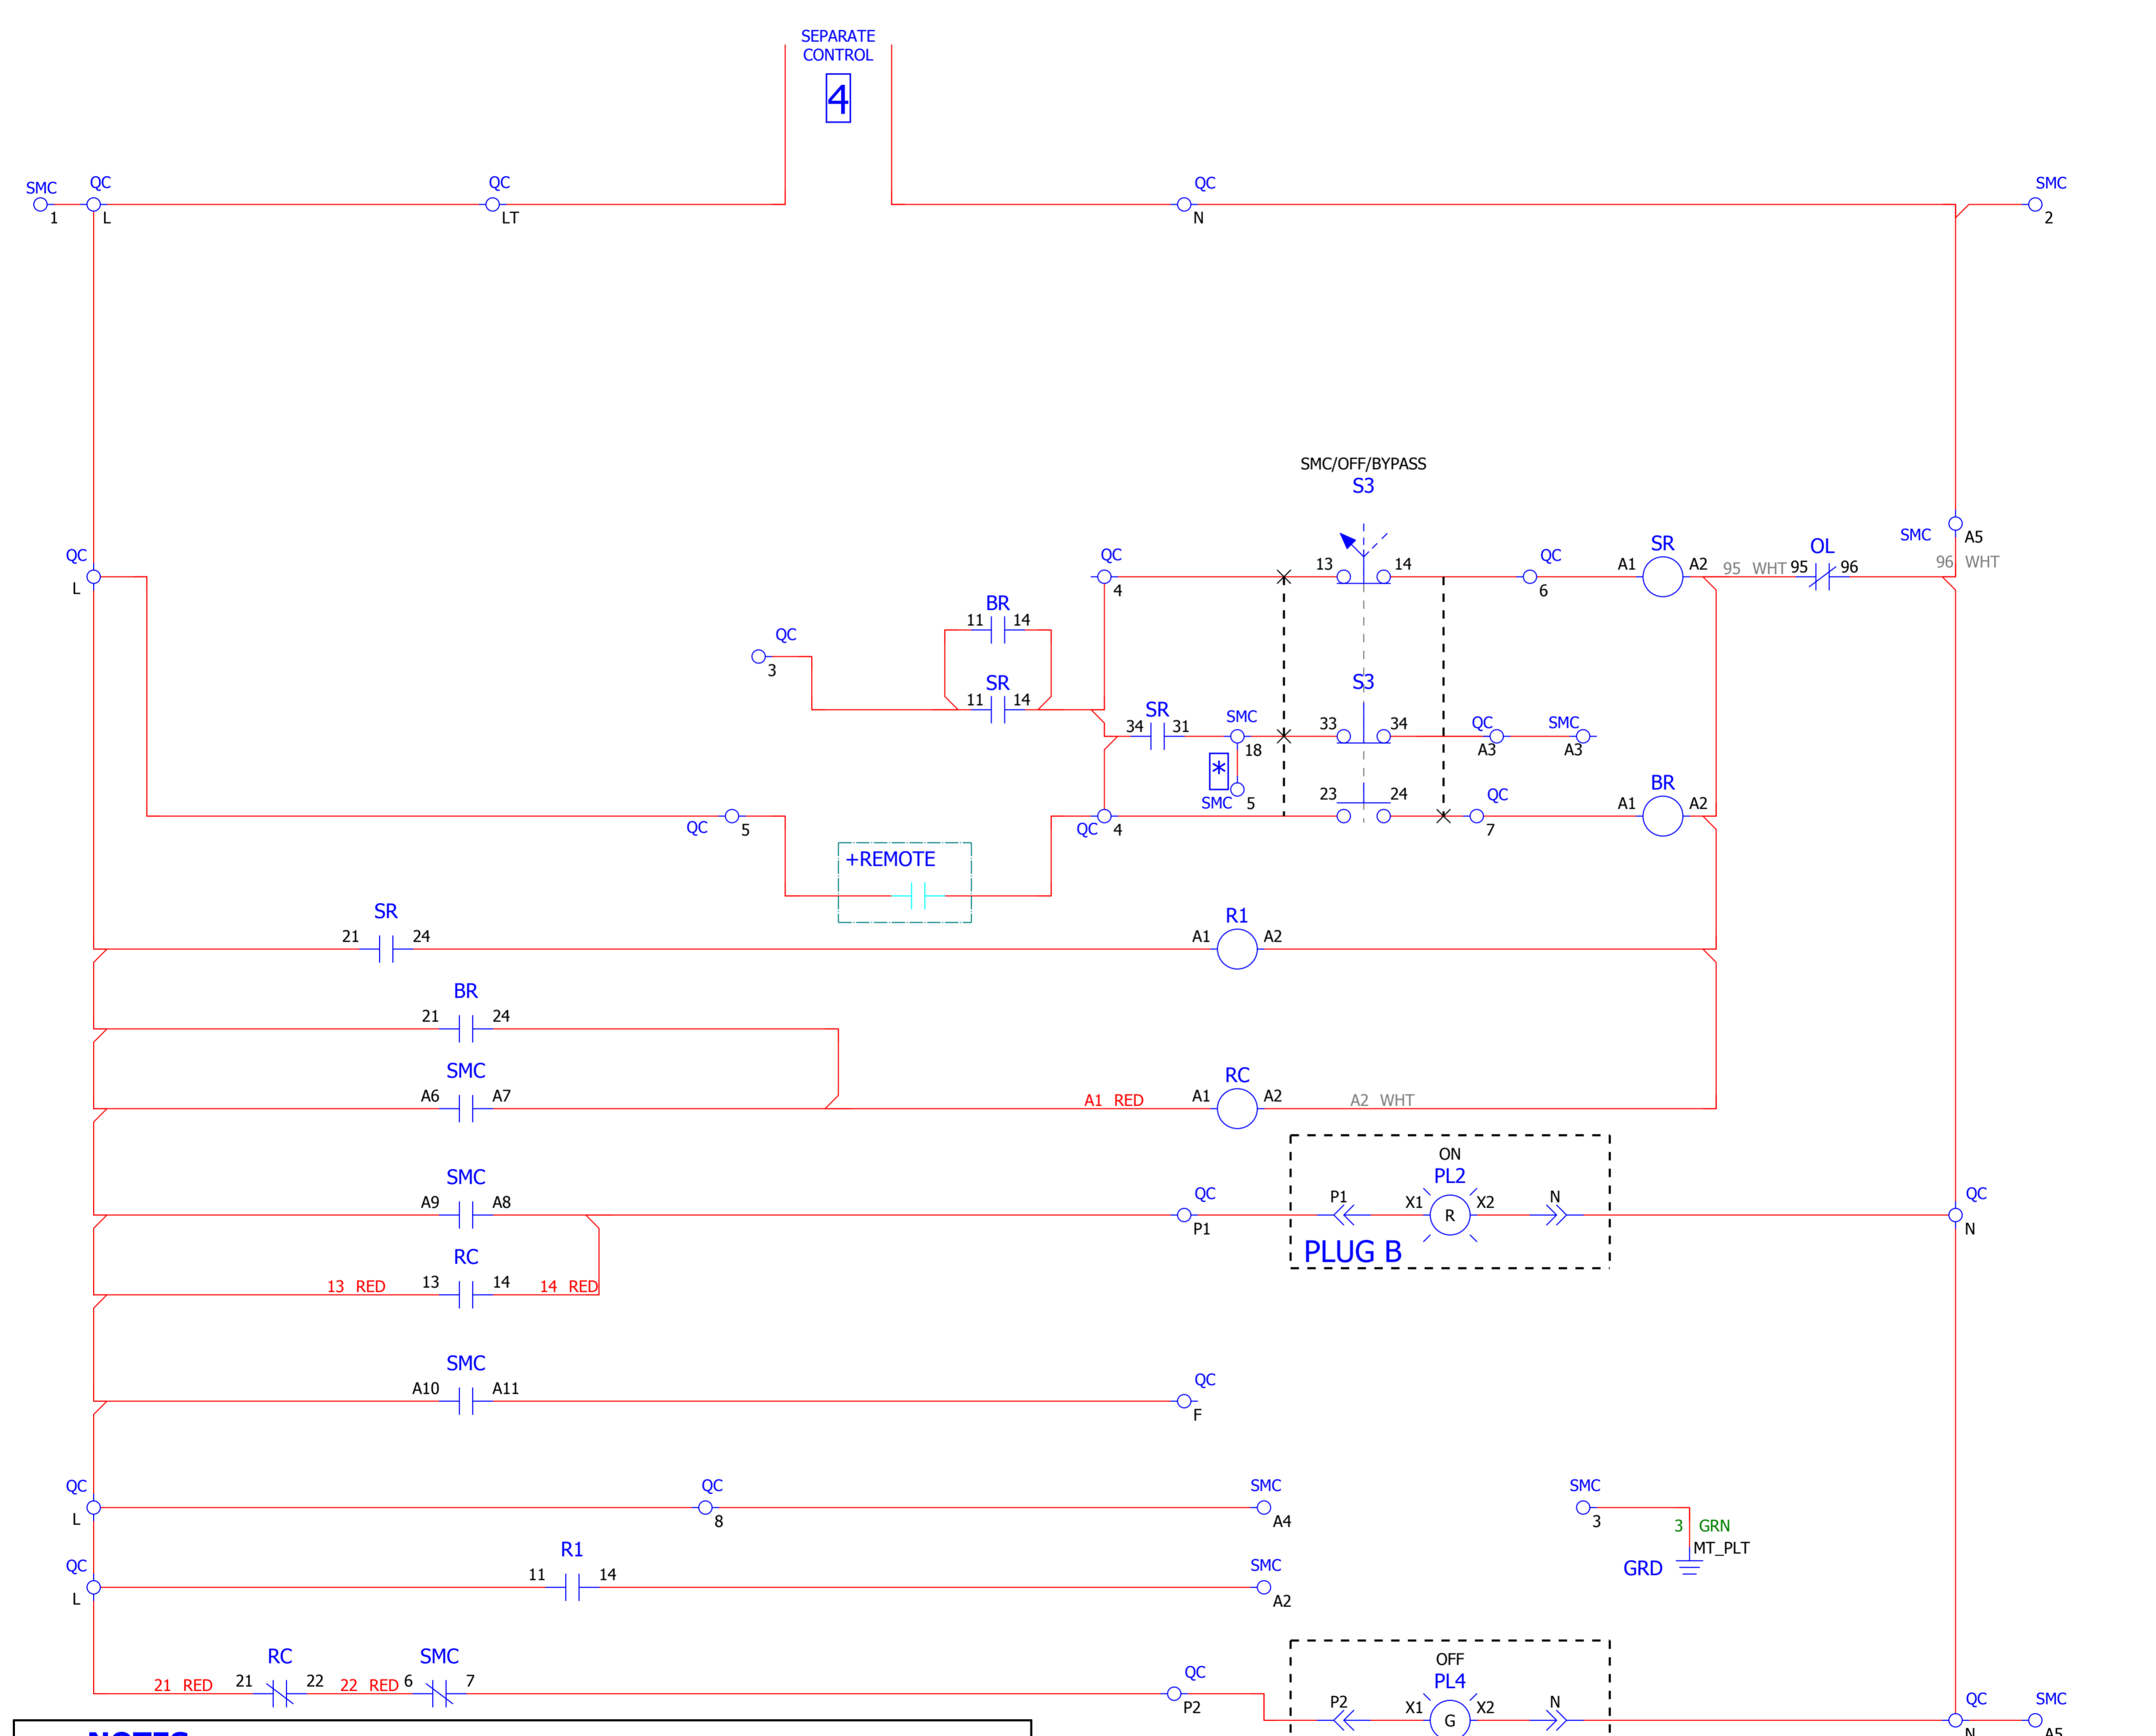 SEPARATE
CONTROL
4
SMC QC QC QC SMC
1 L LT N 2
SMC/OFF/BYPASS
S3
SMC A5
QC QC 13 14 QC SR OL
L 4 6 A1 A2 95 WHT 95 96 96 WHT
BR
11 14
QC
3
SR S3
11 14
SR SMC 33 34 QC SMC
34 31 18 A3 A3
*
SMC 5 23 24 QC BR
QC 5 QC 4 7 A1 A2
+REMOTE
SR R1
21 24 A1 A2
BR
21 24
SMC RC
A6 A7 A1 RED A1 A2 A2 WHT
ON
SMC QC PL2 QC
A9 A8 P1 P1 X1 R X2 N N
PLUG B
RC
13 RED 13 14 14 RED
SMC QC
A10 A11 F
QC QC SMC SMC
L 8 A4 3
3 GRN
MT_PLT
GRD
QC R1 SMC
L 11 14 A2
OFF
RC SMC QC PL4 QC SMC
21 RED 21 22 22 RED 6 7 P2 P2 X1 G X2 N N A5
NOTES